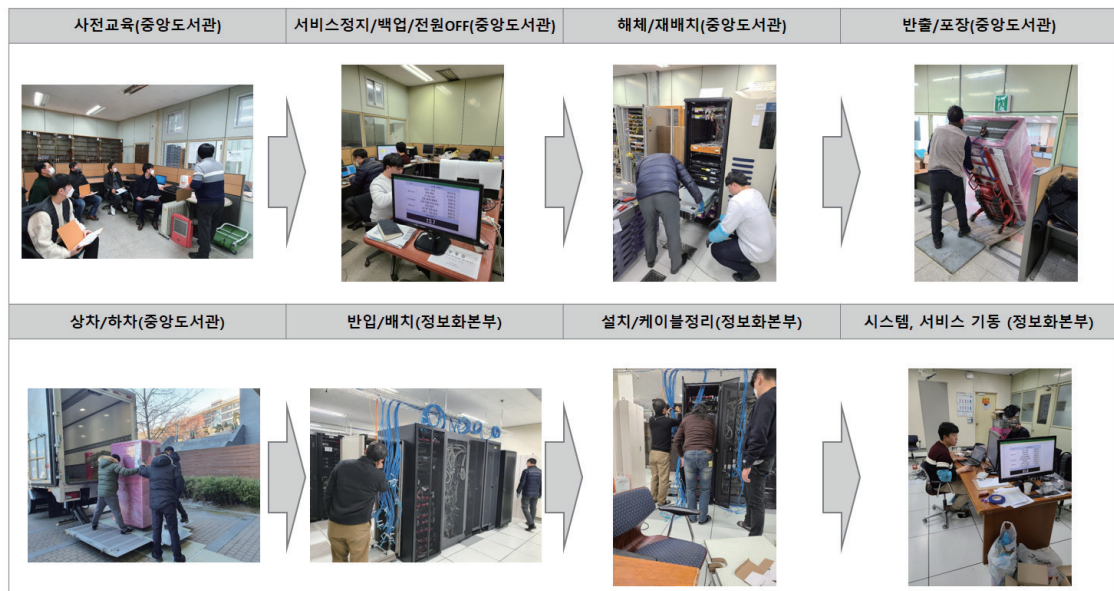 사전교육(중앙도서관)
서비스정지/백업/전원OFF(중앙도서관)
해체/재배치(중앙도서관)
반출/포장(중앙도서관)
상차/하차(중앙도서관)
반입/배치(정보화본부)
설치/케이블정리(정보화본부)
시스템, 서비스 기동 (정보화본부)